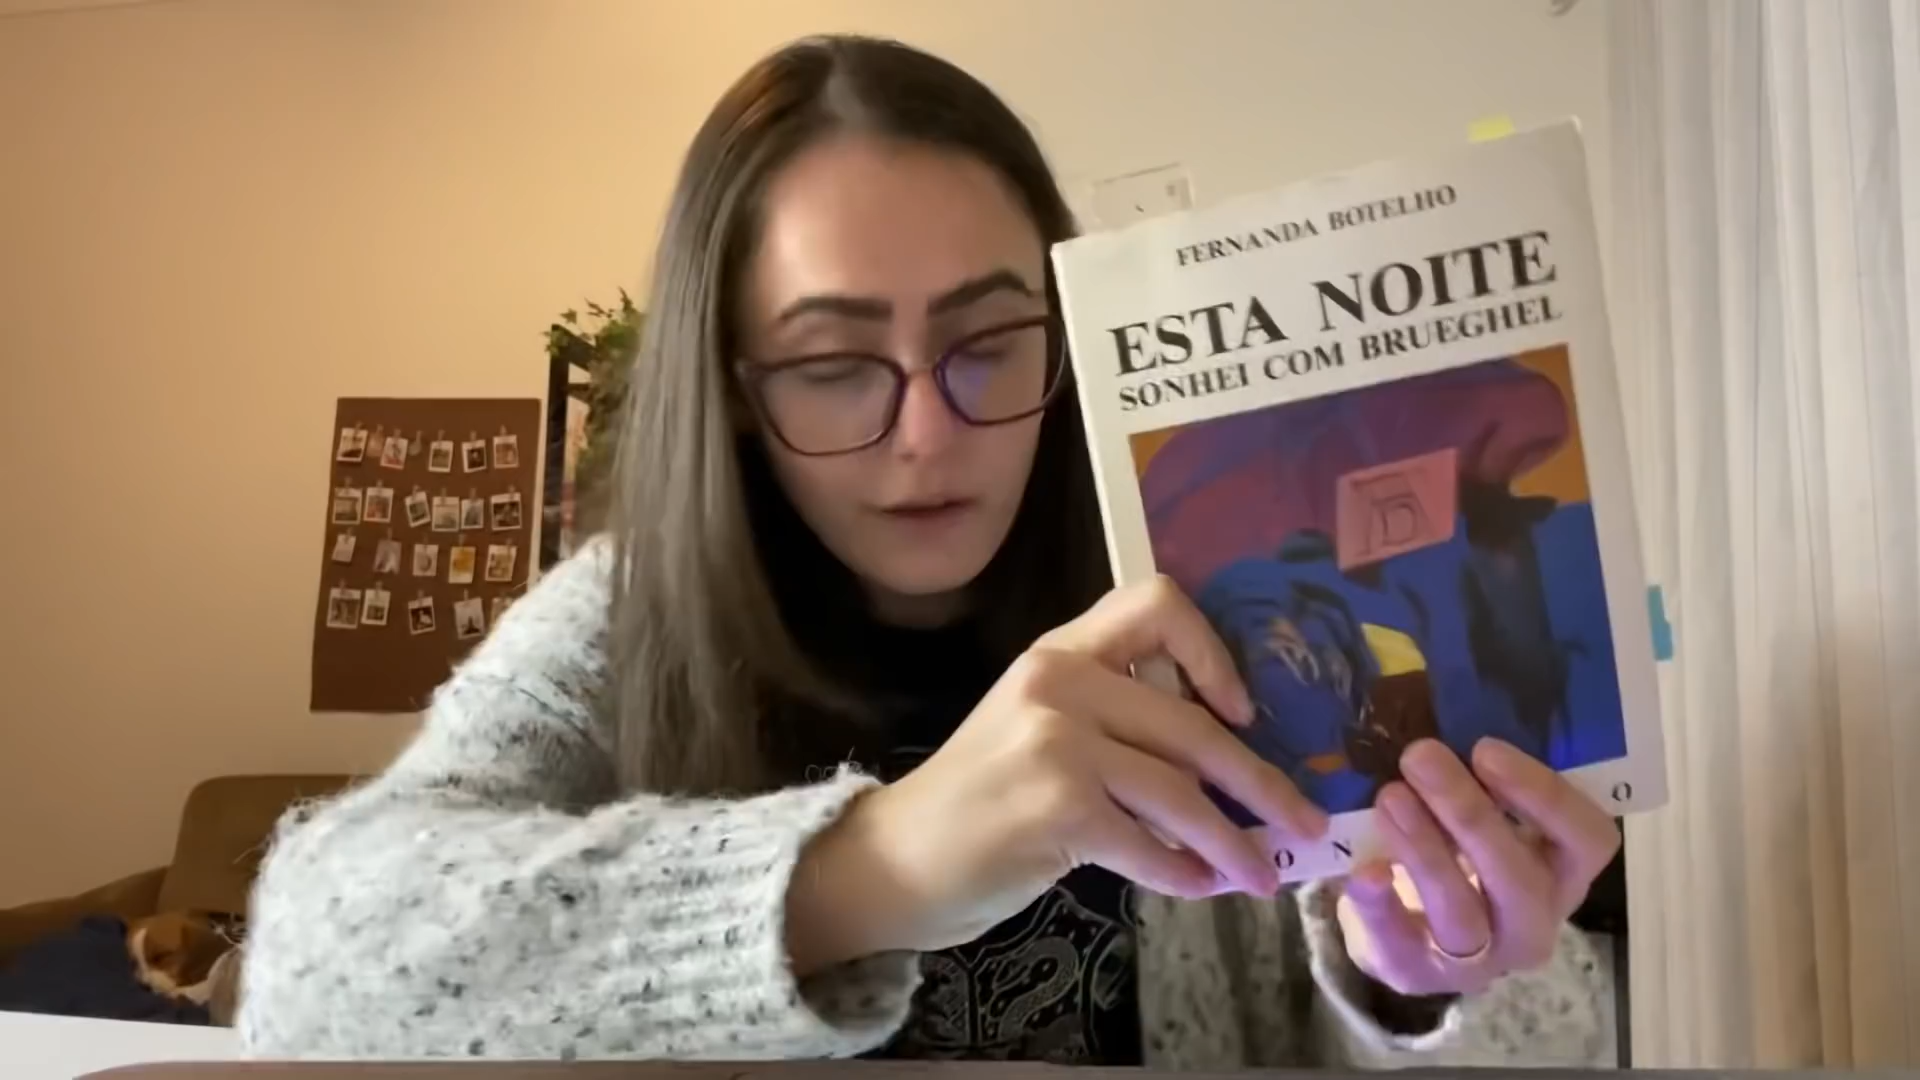 FERNANDA BOTELHO
ESTA NOITE
SONHEI COM BRUEGHEL
O N
O